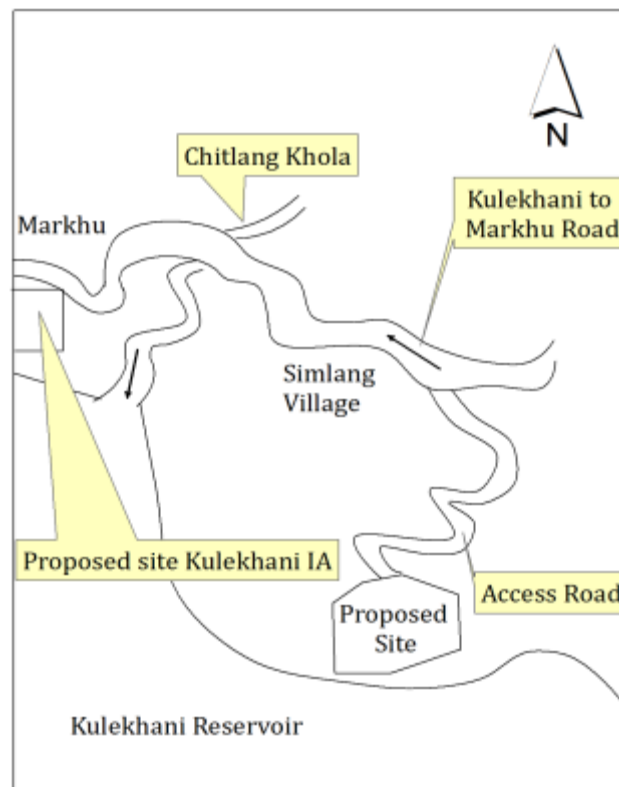 N
Chitlang Khola
Kulekhani to
Markhu Road
Markhu
Simlang
Village
Proposed site Kulekhani IA
Access Road
Proposed
Site
Kulekhani Reservoir